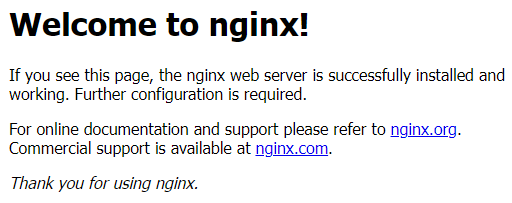 Welcome to nginx!
If you see this page, the nginx web server is successfully installed and
working. Further configuration is required.
For online documentation and support please refer to nginx.org.
Commercial support is available at nginx.com.
Thank you for using nginx.